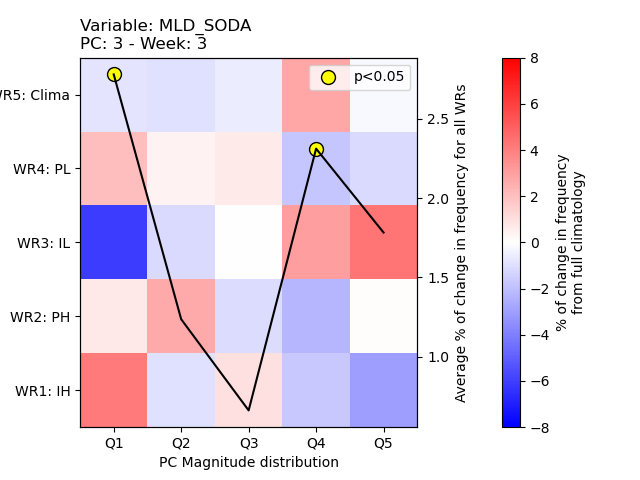 Variable: MLD_SODA
PC: 3 - Week: 3
p<0.05
WR5: Clima
WR4: PL
WR3: IL
WR2: PH
WR1: IH
Q1 Q2 Q3 Q4 Q5
PC Magnitude distribution
2.5
2.0
1.5
1.0
Average % of change in frequency for all WRs
8
6
4
2
0
−2
−4
−6
−8
% of change in frequency
from full climatology